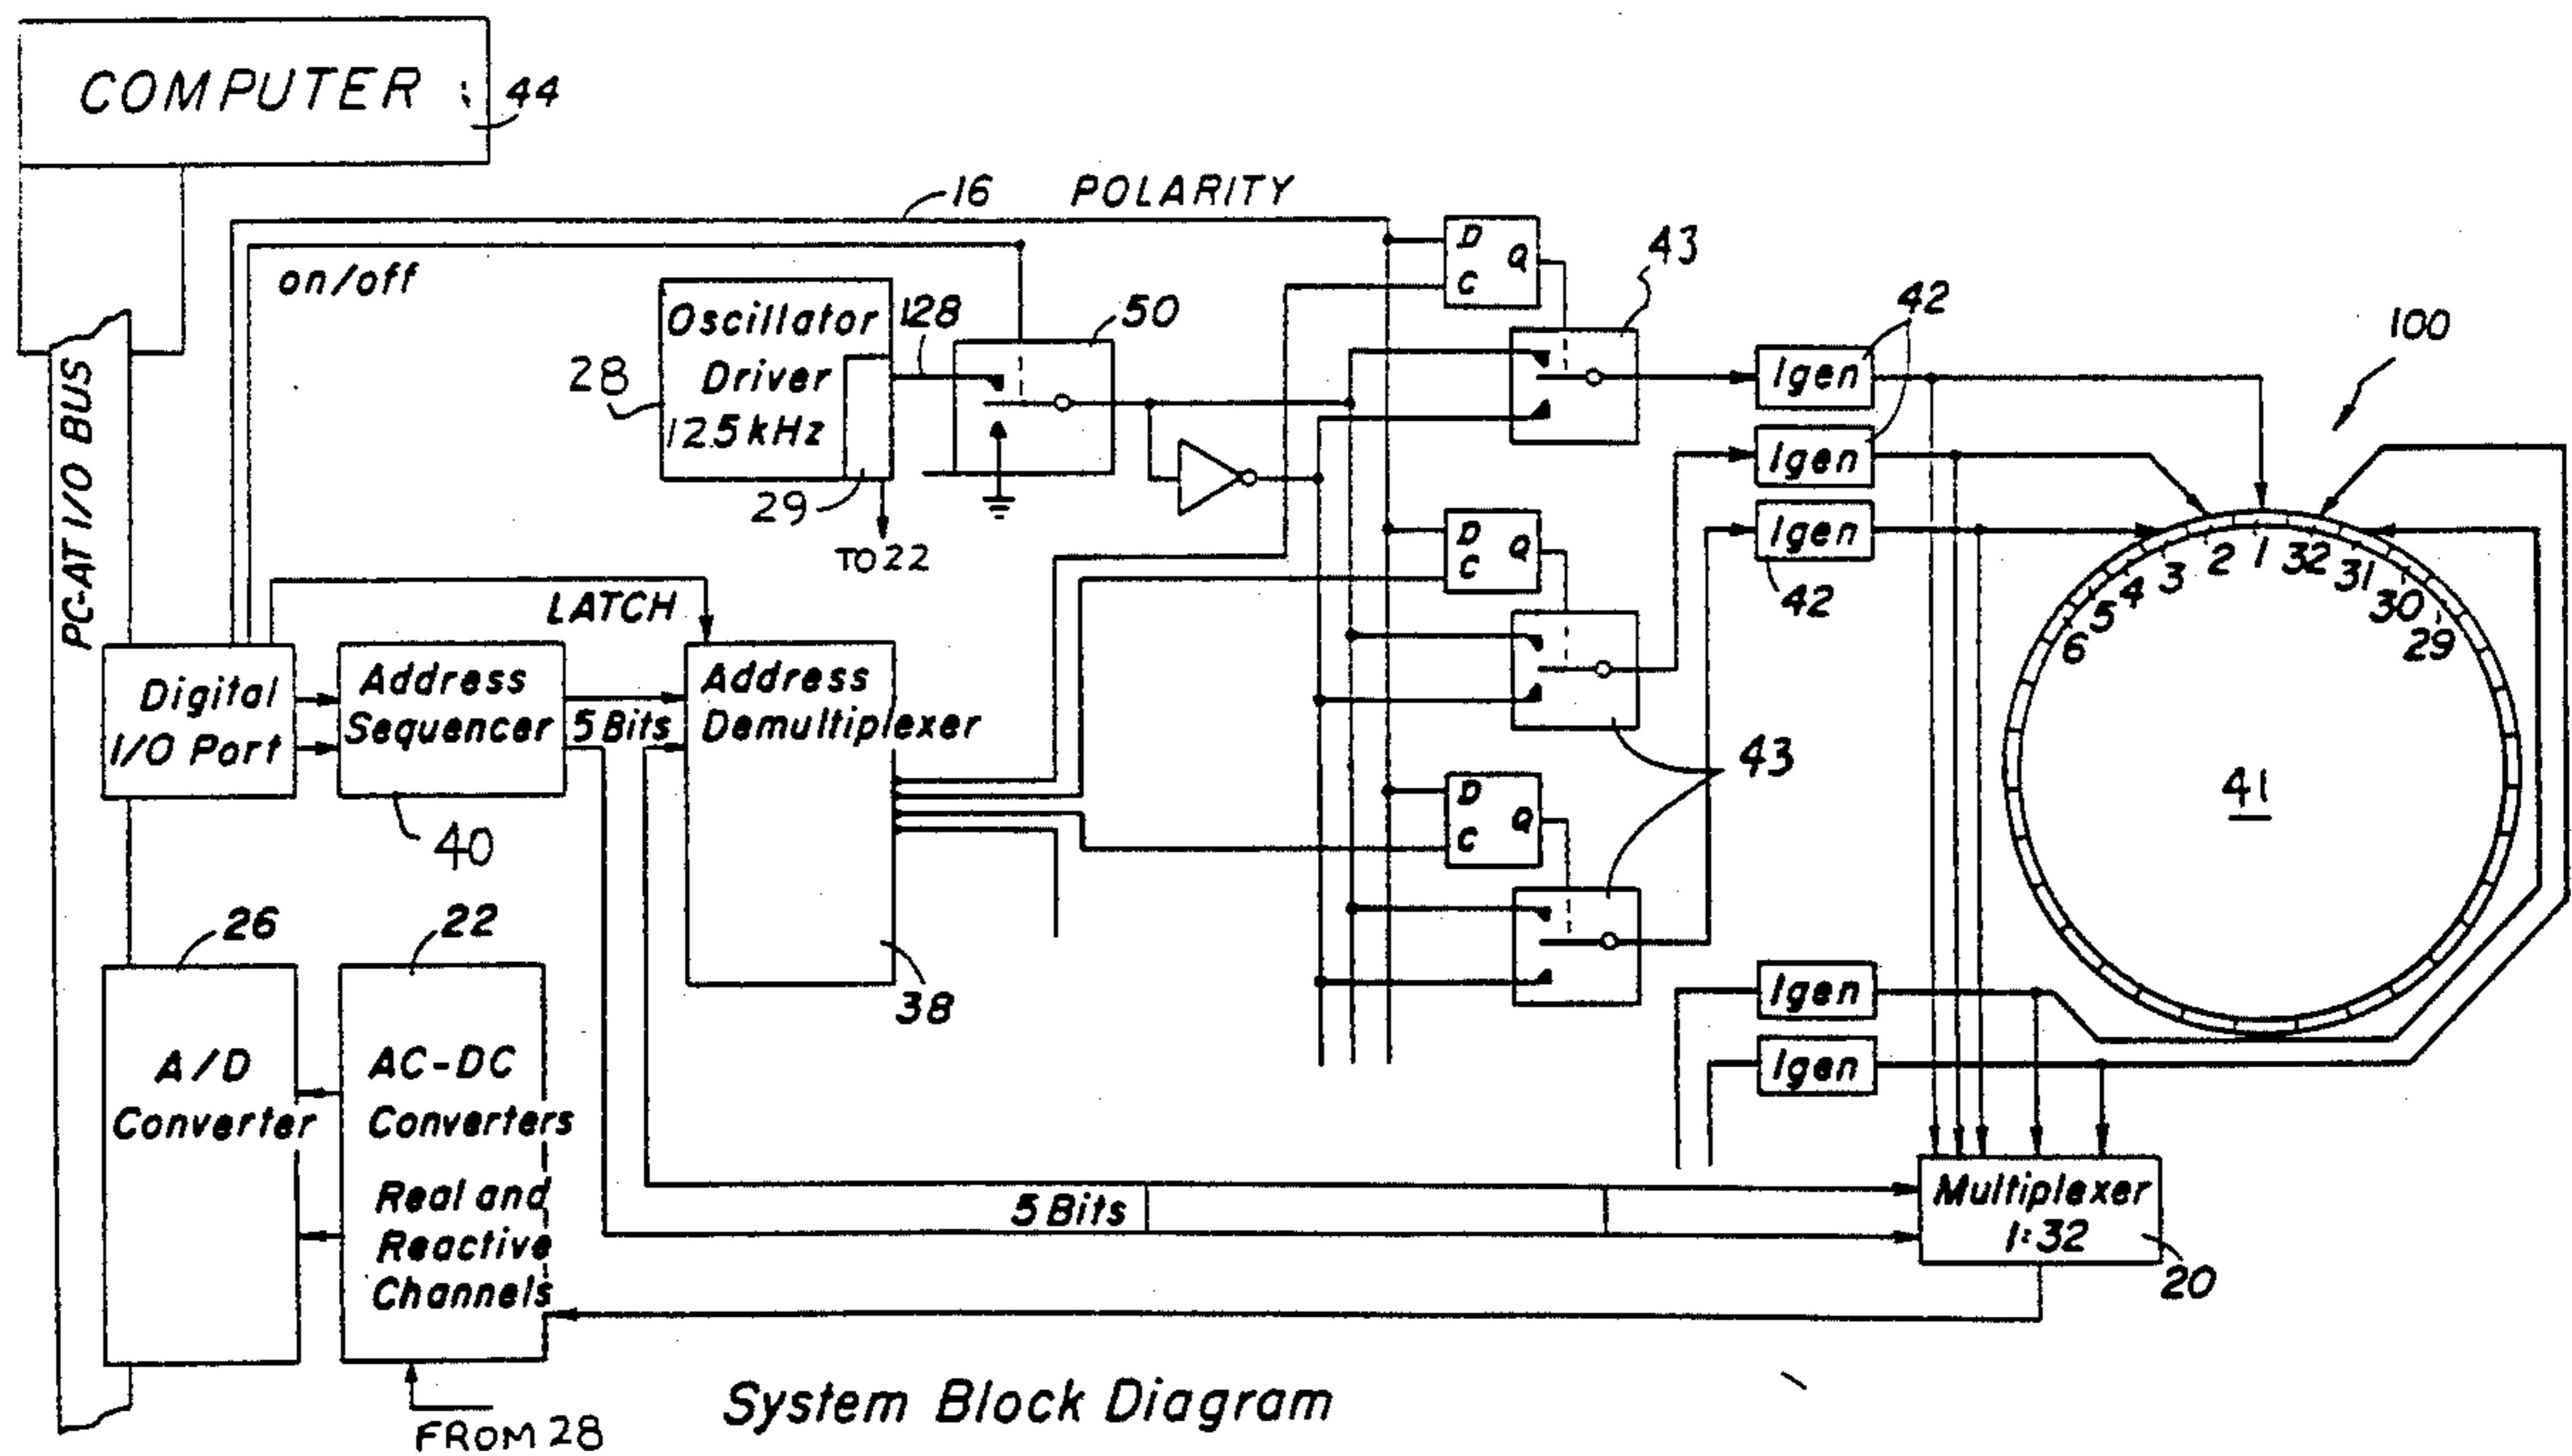 COMPUTER
44
16 POLARITY
on/off
PC-AT I/O BUS
Oscillator
Driver
12.5 kHz
28
29
128
50
TO 22
LATCH
Digital
I/O Port
Address
Sequencer
40
5 Bits
Address
Demultiplexer
38
D
C
Q
43
D
C
Q
43
D
C
Q
Igen
42
Igen
Igen
42
Igen
Igen
100
6
5
4
3
2
1
32
31
30
29
41
26
A/D
Converter
22
AC-DC
Converters
Real and
Reactive
Channels
FROM 28
5 Bits
Multiplexer
1:32
20
System Block Diagram